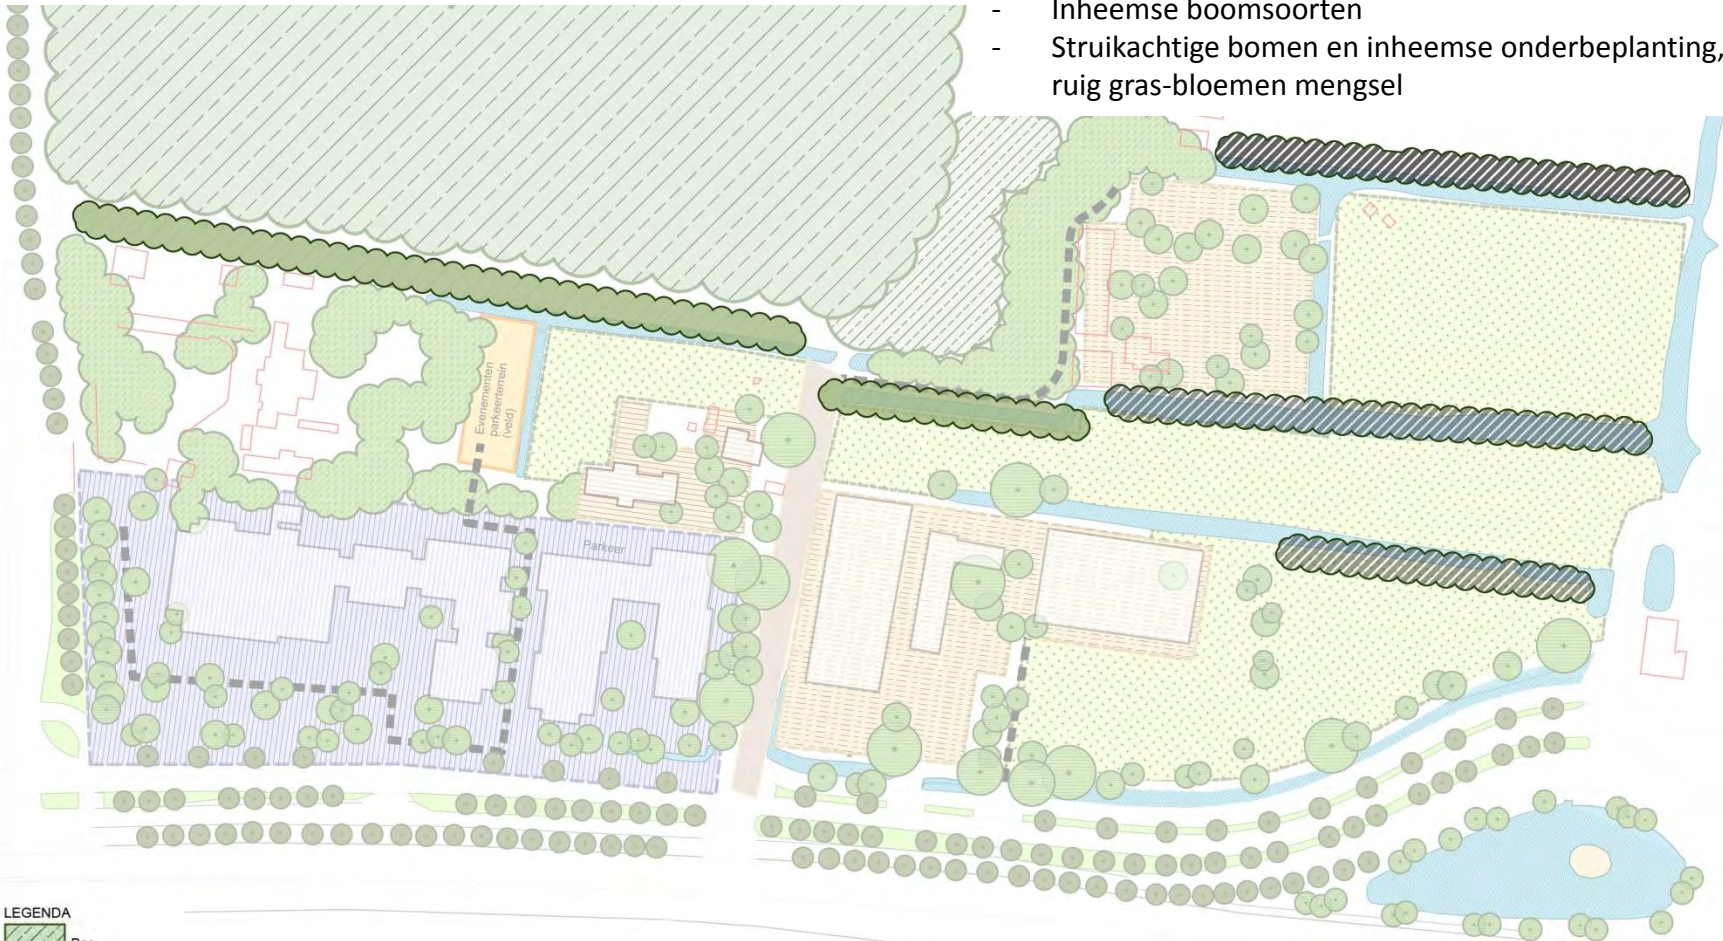 - Inheemse boomsoorten
- Struikachtige bomen en inheemse onderbeplanting,
ruig gras-bloemen mengsel
Evenementen
parkeerterrein
(veld)
Parkeer
LEGENDA